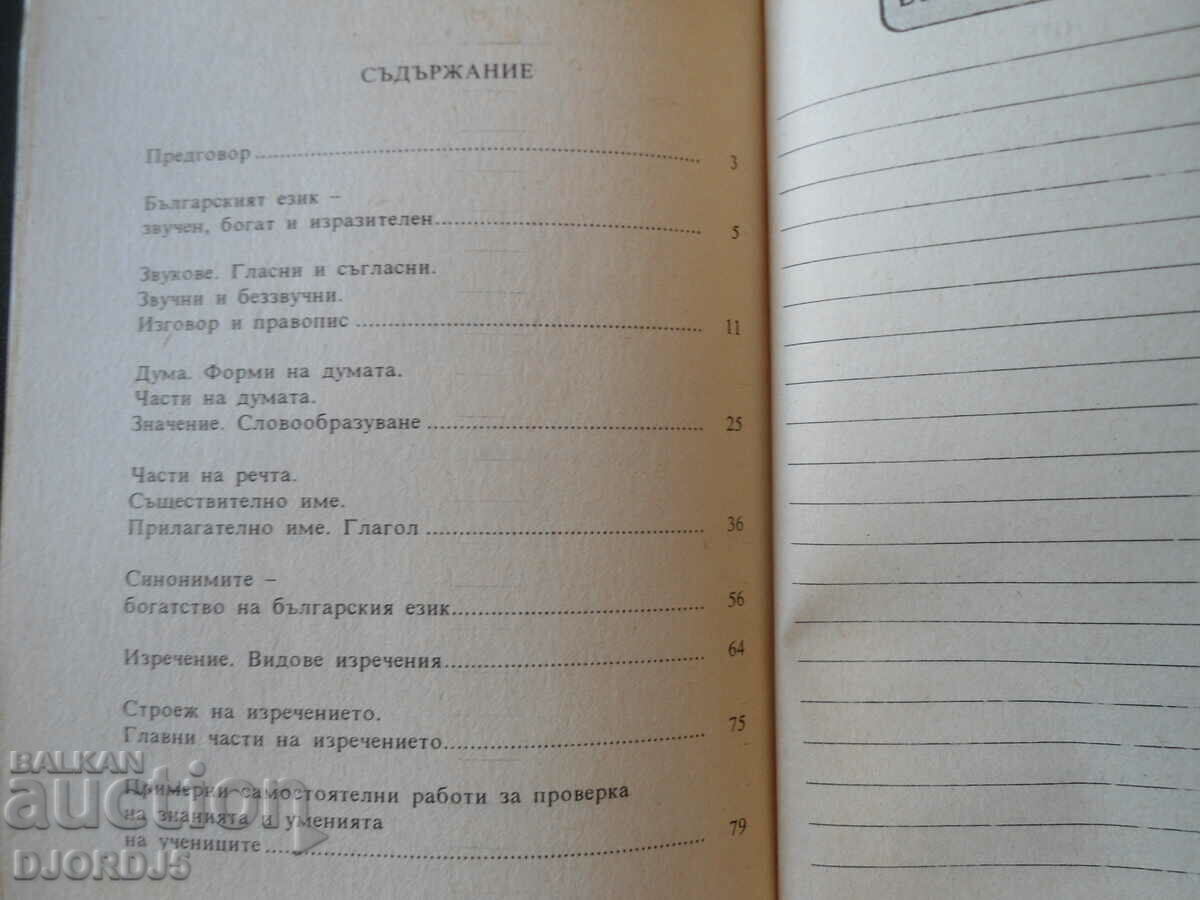 СЪДЪРЖАНИЕ
Предговор 3
Българският език –
звучен, богат и изразителен 5
Звукове. Гласни и съгласни.
Звучни и беззвучни.
Изговор и правопис 11
Дума. Форми на думата.
Части на думата.
Значение. Словообразуване 25
Части на речта.
Съществително име.
Прилагателно име. Глагол 36
Синонимите –
богатство на българския език 56
Изречение. Видове изречения 64
Строеж на изречението.
Главни части на изречението 75
Примерни самостоятелни работи за проверка
на знанията и уменията
на учениците 79
BALKAN
auction
DJORDJ5